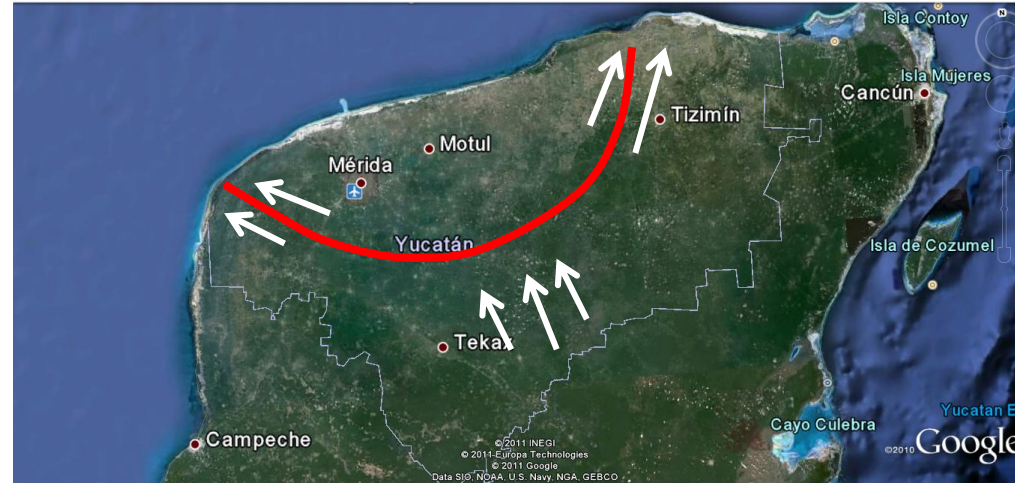 Isla Contoy
N
Isla Mujeres
Cancún
Tizimín
Motul
Mérida
Yucatán
Isla de Cozumel
Teka
Yucatan E
Cayo Culebra
Campeche
© 2011 INEGI
© 2011 Europa Technologies
© 2011 Google
Data SIO, NOAA, U.S. Navy, NGA, GEBCO
©2010 Google